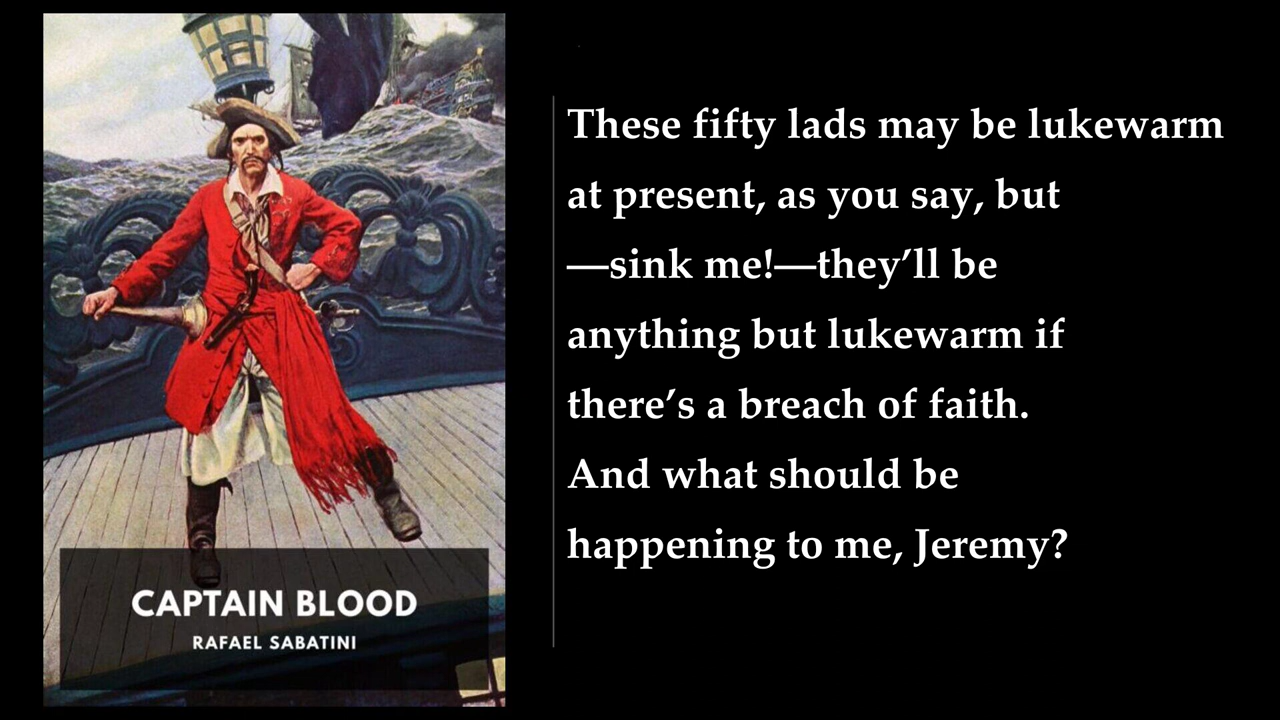 CAPTAIN BLOOD
RAFAEL SABATINI
These fifty lads may be lukewarm
at present, as you say, but
—sink me!—they’ll be
anything but lukewarm if
there’s a breach of faith.
And what should be
happening to me, Jeremy?